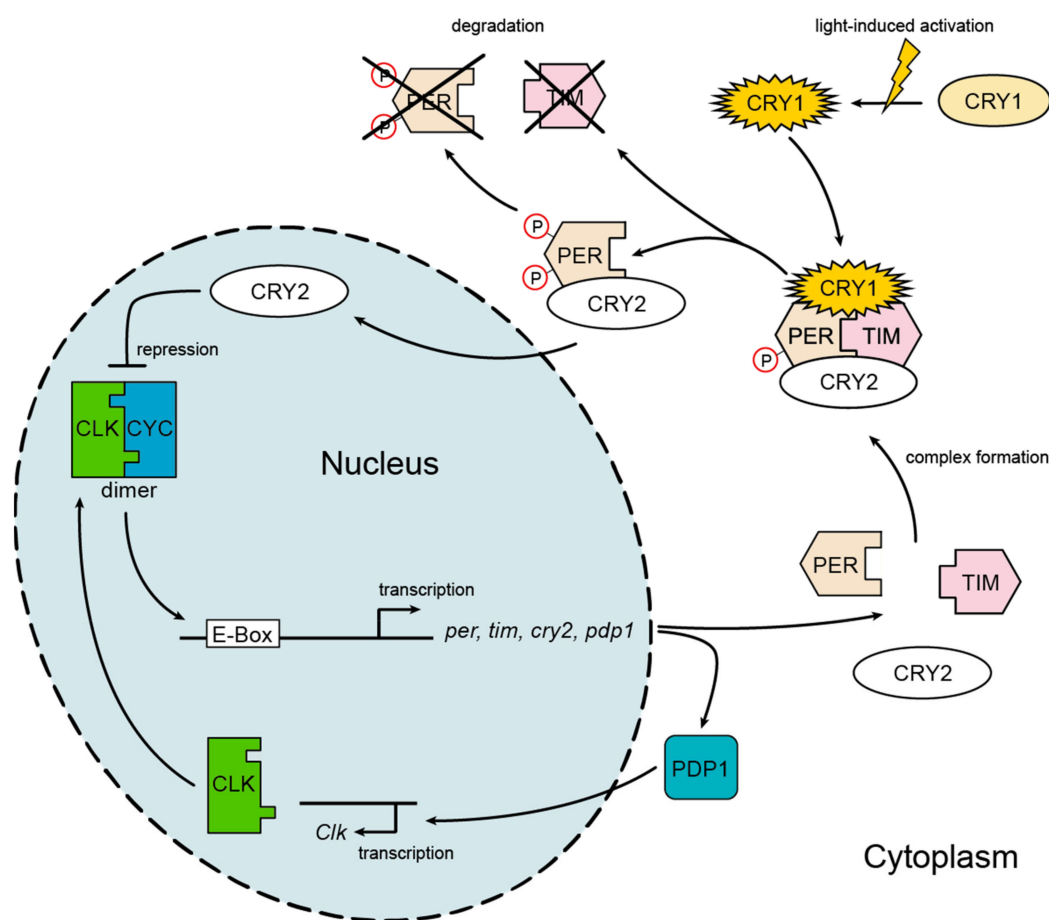 degradation
light-induced activation
P
PER
TIM
CRY1
CRY1
P
P
PER
P
CRY2
CRY1
PER
TIM
P
CRY2
CRY2
repression
CLK
CYC
dimer
Nucleus
complex formation
PER
TIM
CRY2
transcription
E-Box
per, tim, cry2, pdp1
PDP1
CLK
Clk
transcription
Cytoplasm